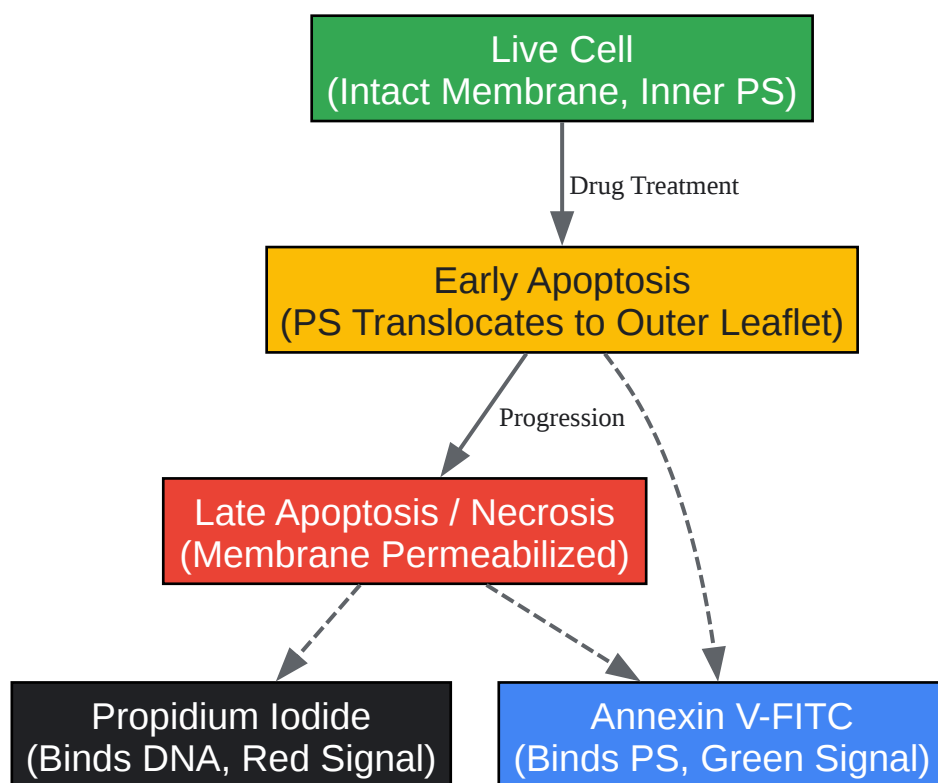 Live Cell
(Intact Membrane, Inner PS)
Drug Treatment
Early Apoptosis
(PS Translocates to Outer Leaflet)
Progression
Late Apoptosis / Necrosis
(Membrane Permeabilized)
Propidium Iodide
(Binds DNA, Red Signal)
Annexin V-FITC
(Binds PS, Green Signal)